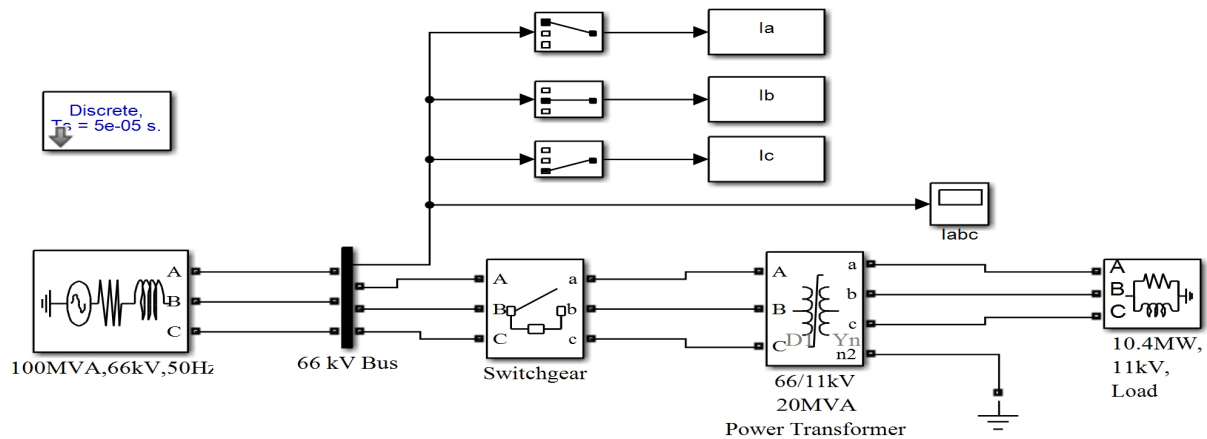 Ia
Discrete,
Ts = 5e-05 s.
Ib
Ic
Iabc
A
B
C
100MVA,66kV,50Hz
66 kV Bus
A
B
C
a
b
c
Switchgear
A
B
C
D1 Yn
a
b
c
n2
66/11kV
20MVA
Power Transformer
A
B
C
10.4MW,
11kV,
Load